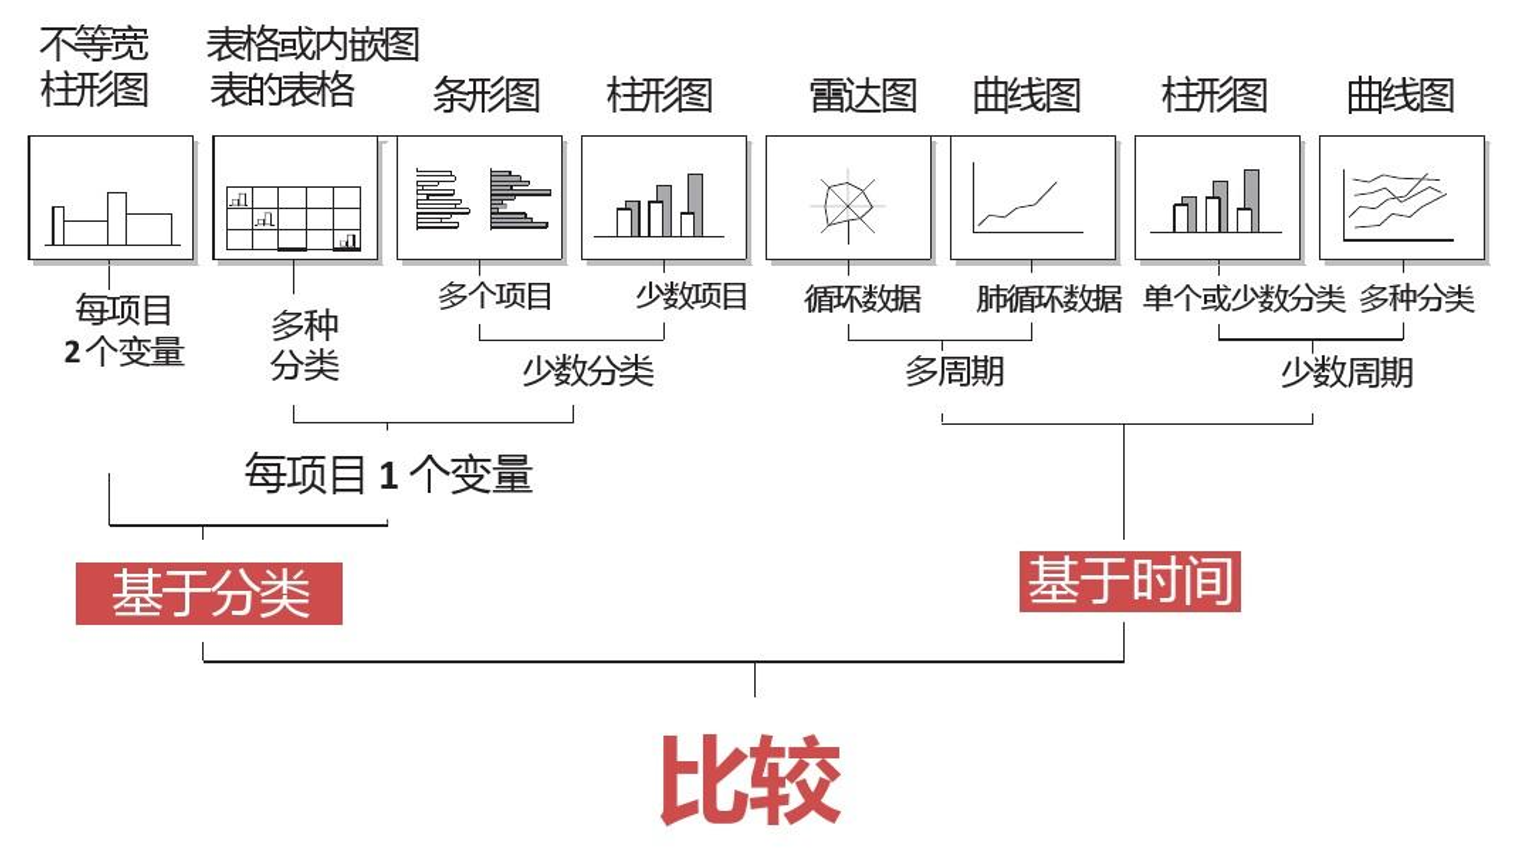 不等宽
柱形图
表格或内嵌图
表的表格
条形图
柱形图
雷达图
曲线图
柱形图
曲线图
每项目
2个变量
多种
分类
多个项目
少数项目
循环数据
肺循环数据
单个或少数分类
多种分类
少数分类
多周期
少数周期
每项目 1 个变量
基于分类
基于时间
比较